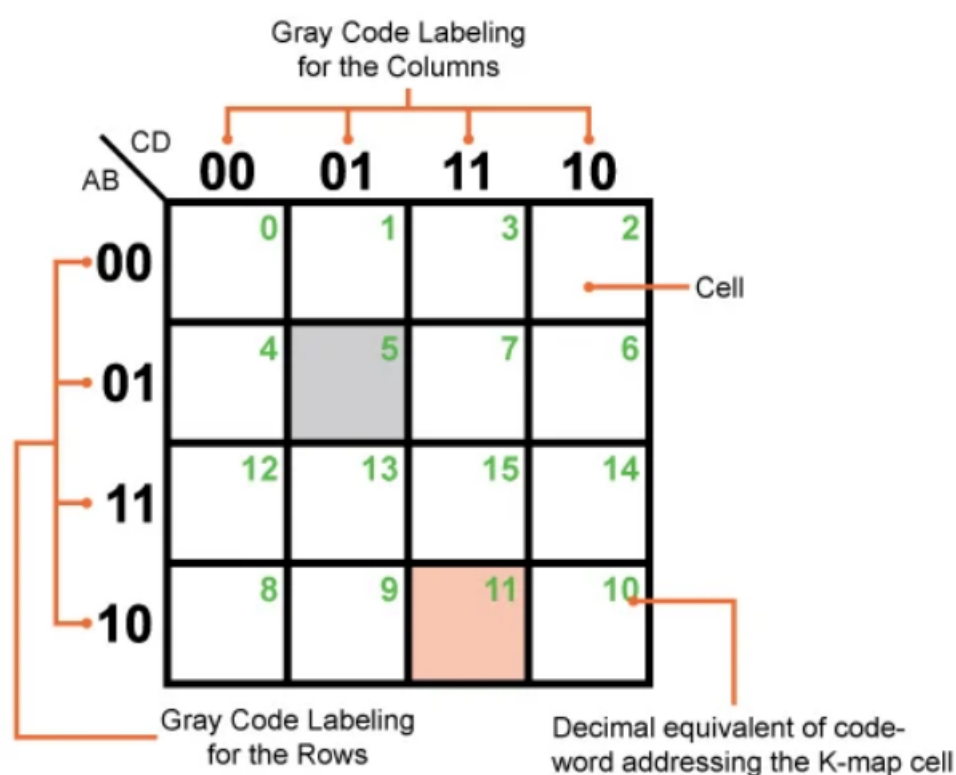 Gray Code Labeling
for the Columns
CD
AB
00 01 11 10
00
0 1 3 2
Cell
01
4 5 7 6
11
12 13 15 14
10
8 9 11 10
Gray Code Labeling
for the Rows
Decimal equivalent of code-
word addressing the K-map cell